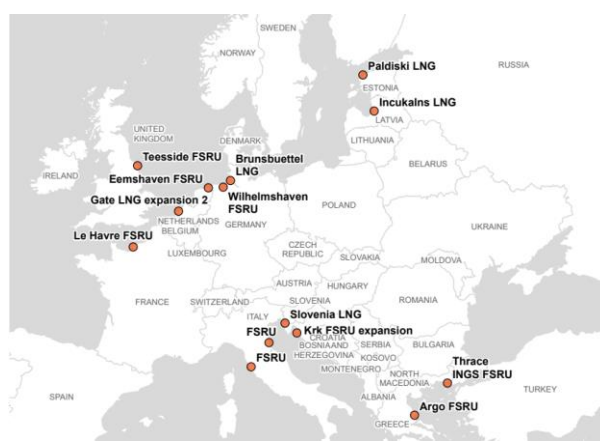 SWEDEN
NORWAY
Paldiski LNG
RUSSIA
ESTONIA
Incukalns LNG
LATVIA
UNITED
KINGDOM
DENMARK
LITHUANIA
Teesside FSRU
Brunsbuettel
LNG
BELARUS
IRELAND
Eemshaven FSRU
Wilhelmshaven
FSRU
Gate LNG expansion 2
POLAND
NETHERLANDS
BELGIUM
GERMANY
UKRAINE
Le Havre FSRU
LUXEMBOURG
CZECH
REPUBLIC
SLOVAKIA
MOLDOVA
AUSTRIA
HUNGARY
FRANCE
SWITZERLAND
SLOVENIA
ROMANIA
ITALY
Slovenia LNG
FSRU
Krk FSRU expansion
CROATIA
BOSNIA AND
HERZEGOVINA
SERBIA
BULGARIA
FSRU
KOSOVO
MONTENEGRO
NORTH
MACEDONIA
Thrace
INGS FSRU
SPAIN
ALBANIA
TURKEY
Argo FSRU
GREECE